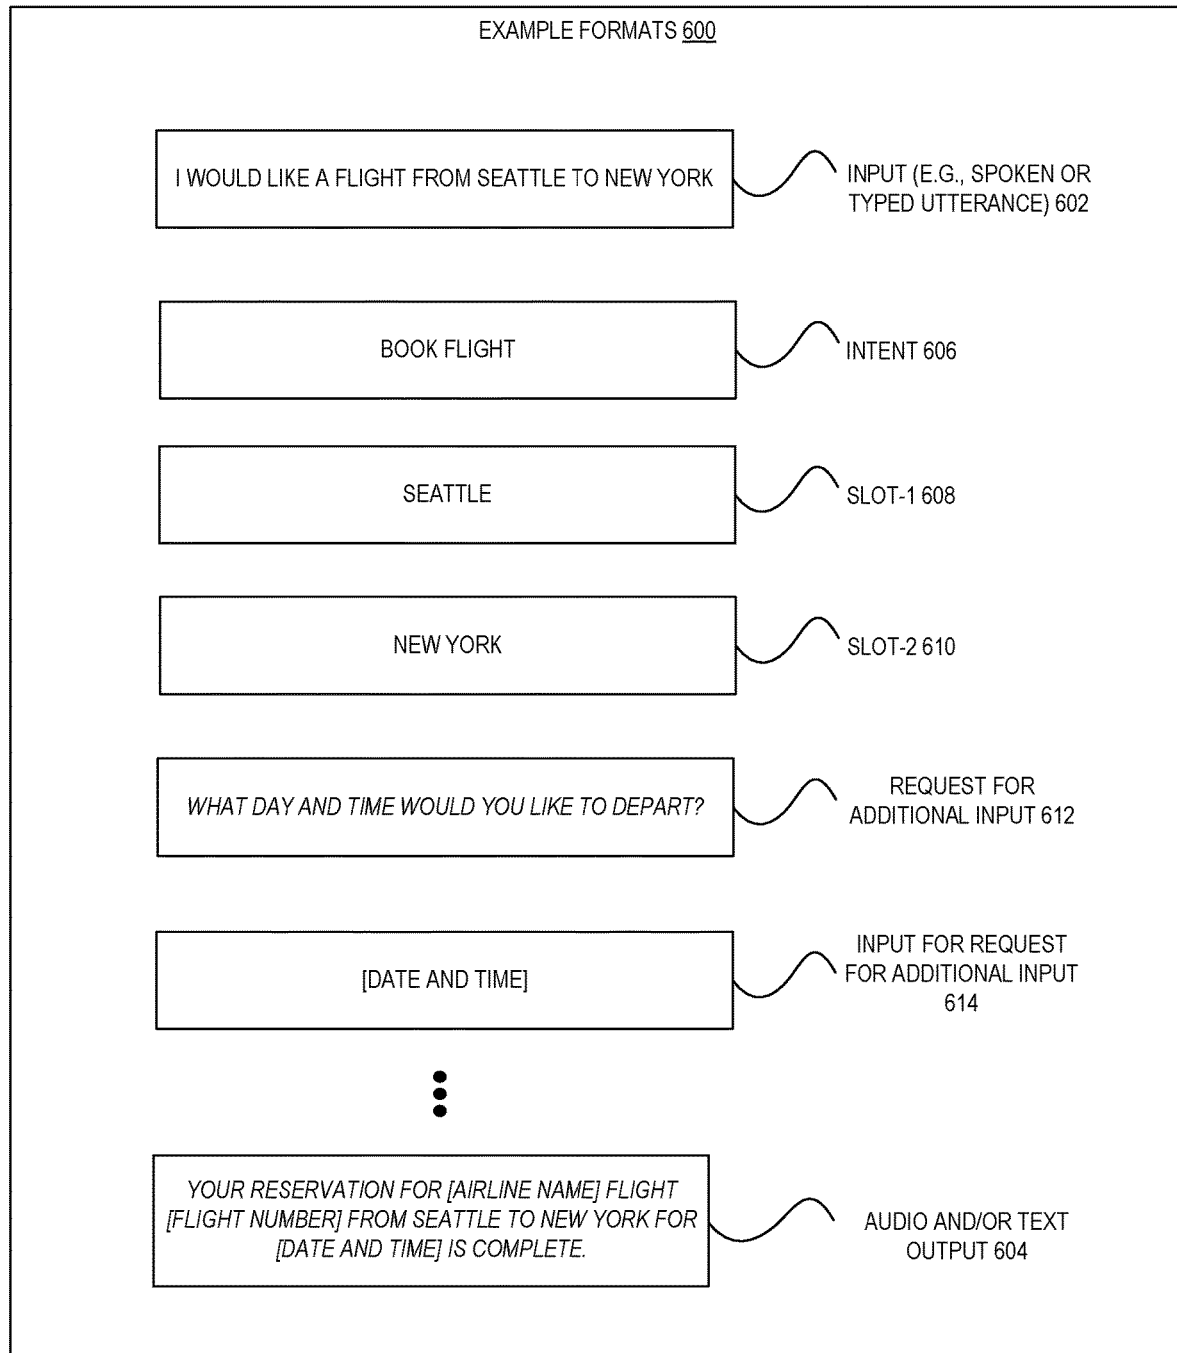 EXAMPLE FORMATS 600
I WOULD LIKE A FLIGHT FROM SEATTLE TO NEW YORK
INPUT (E.G., SPOKEN OR
TYPED UTTERANCE) 602
BOOK FLIGHT
INTENT 606
SEATTLE
SLOT-1 608
NEW YORK
SLOT-2 610
WHAT DAY AND TIME WOULD YOU LIKE TO DEPART?
REQUEST FOR
ADDITIONAL INPUT 612
[DATE AND TIME]
INPUT FOR REQUEST
FOR ADDITIONAL INPUT
614
YOUR RESERVATION FOR [AIRLINE NAME] FLIGHT
[FLIGHT NUMBER] FROM SEATTLE TO NEW YORK FOR
[DATE AND TIME] IS COMPLETE.
AUDIO AND/OR TEXT
OUTPUT 604